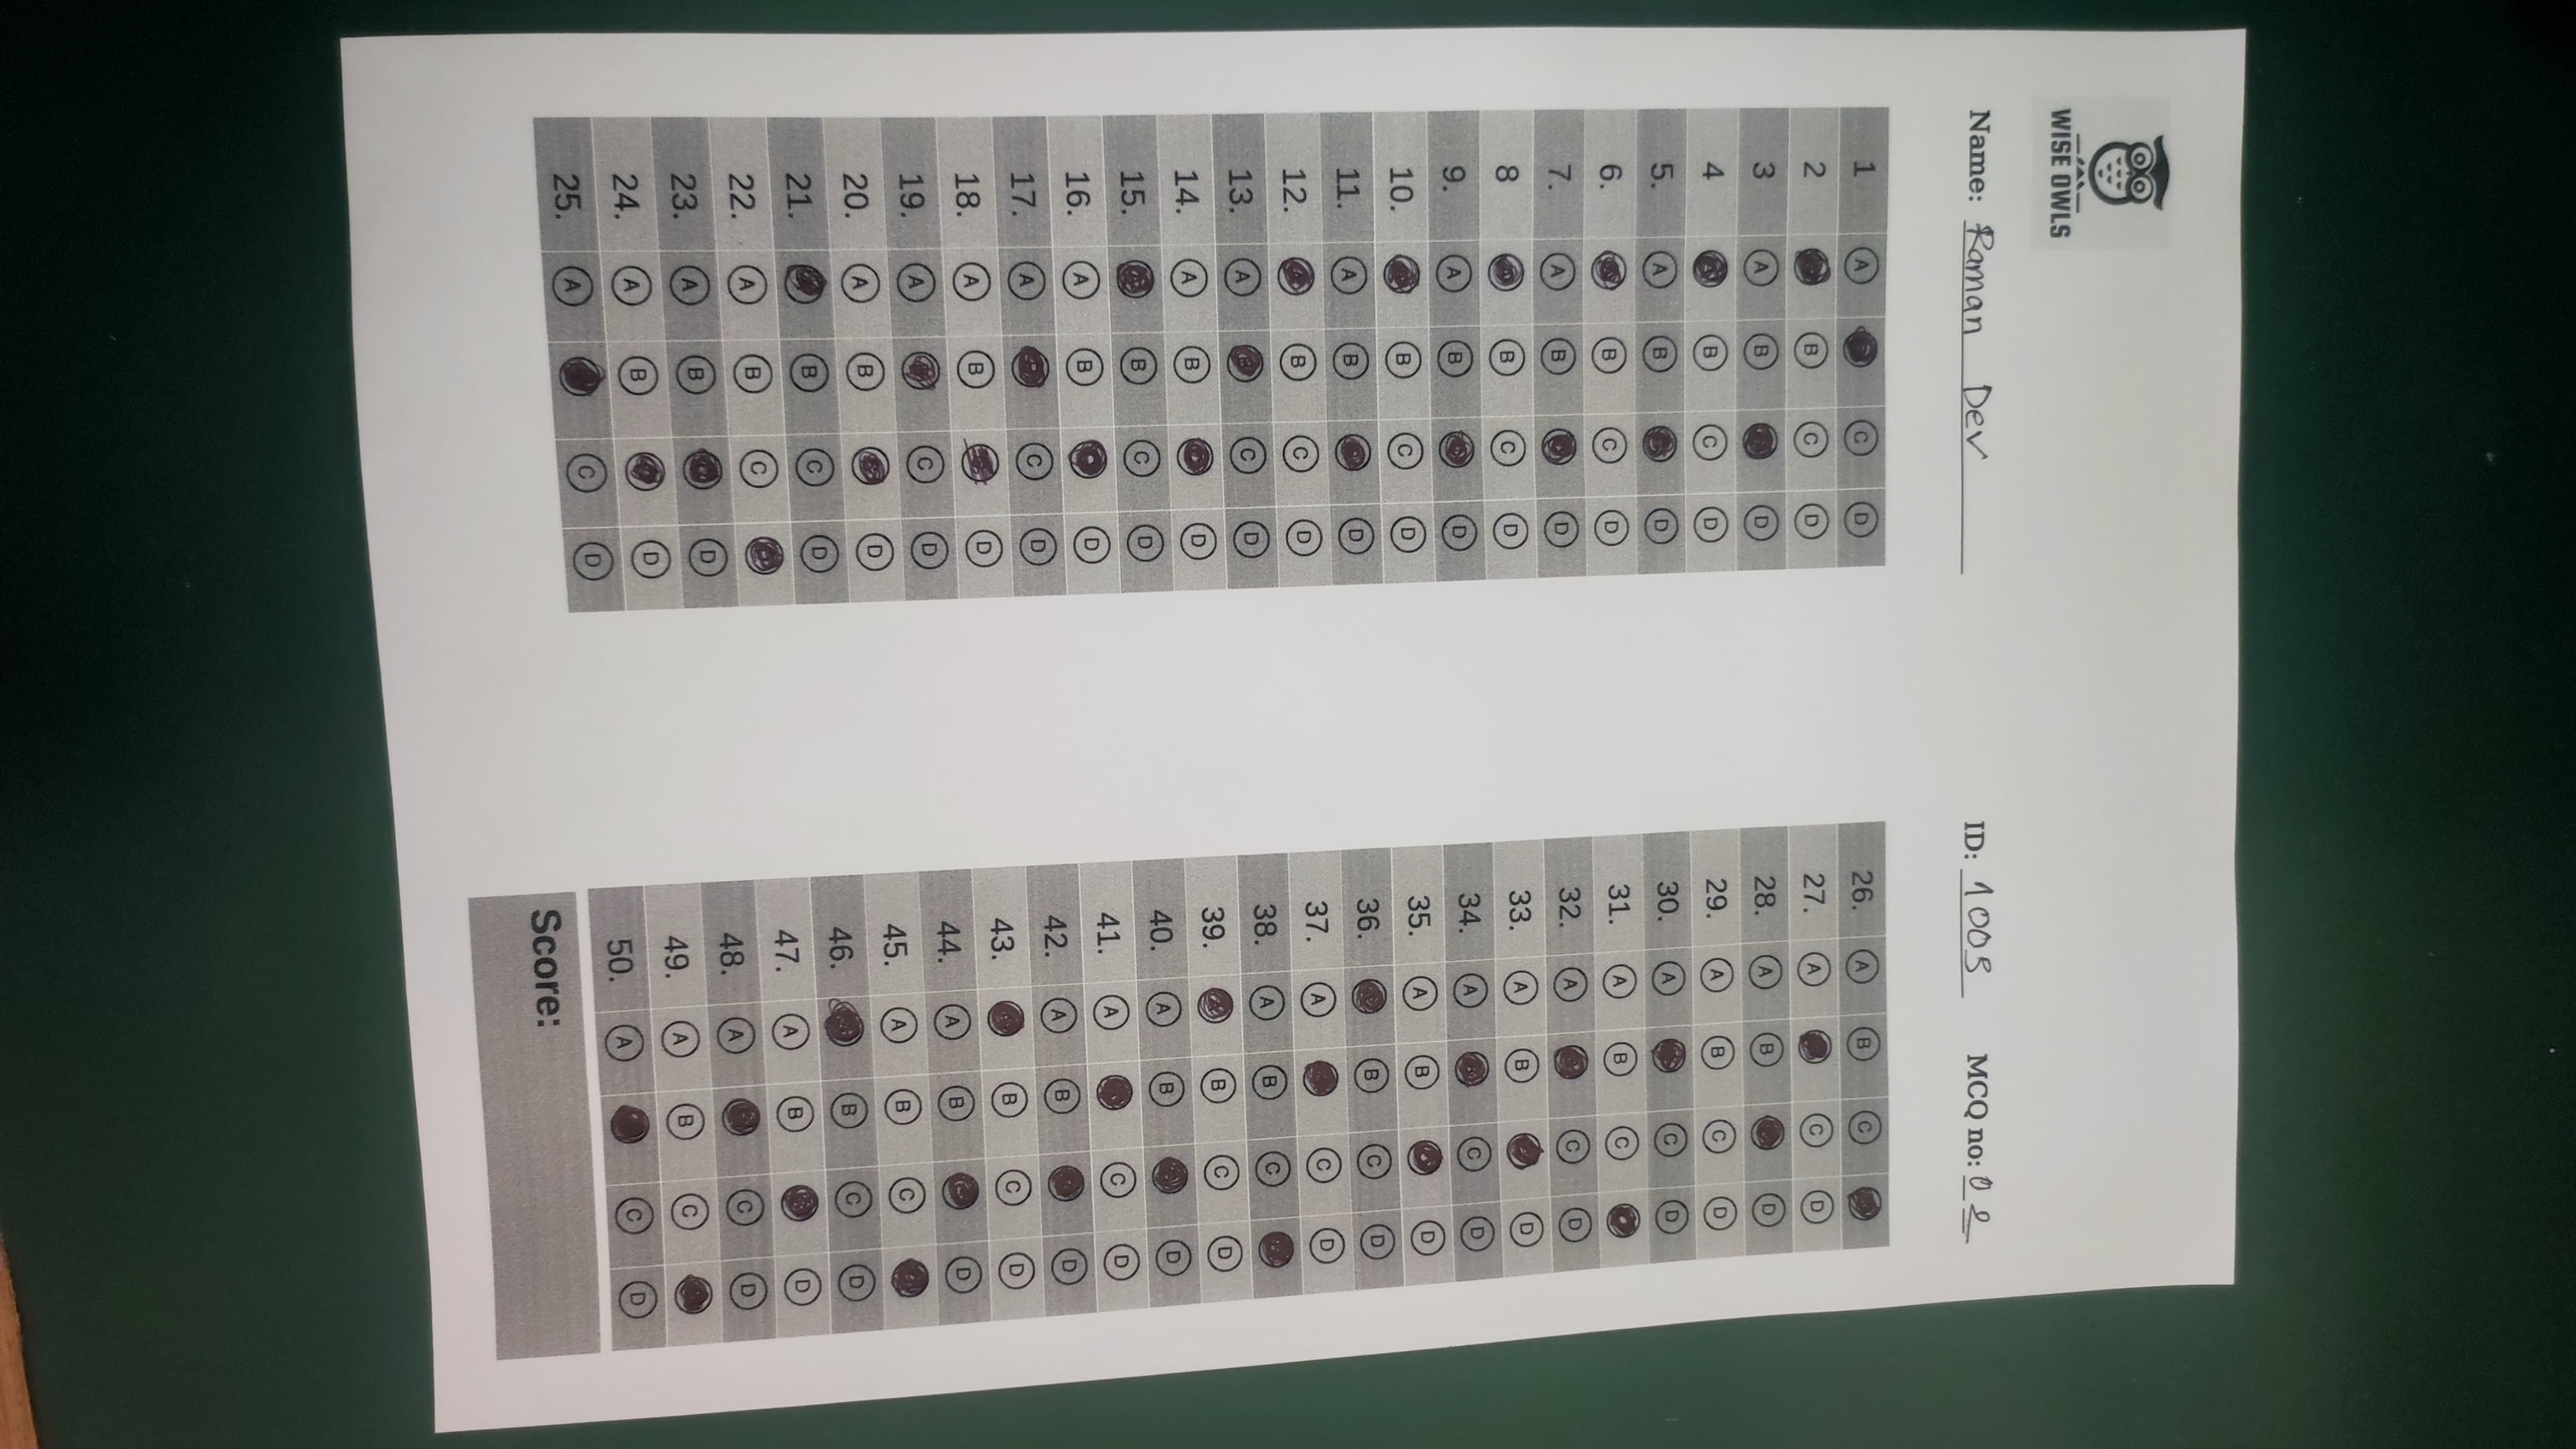 WISE OWLS
Name: Raman Dev
ID: 1005 MCQ no: 02
1 A C D
2 B C D
3 A B D
4 B C D
5. A B D
6. B C D
7. A B D
8 B C D
9. A B D
10. B C D
11. A B D
12. B C D
13. A B C D
14. A B D
15. B C D
16. A B D
17. A C D
18. A B D
19. A C D
20. A B D
21. B C D
22. A B C
23. A B D
24. A B D
25. A C D
26. A B C
27. A C D
28. A B D
29. A B C D
30. A C D
31. A B C
32. A C D
33. A B D
34. A C D
35. A B D
36. B C D
37. A C D
38. A B C
39. B C D
40. A B D
41. A C D
42. A B D
43. B C D
44. A B D
45. A B C
46. B C D
47. A B D
48. A C D
49. A B C
50. A C D
Score: